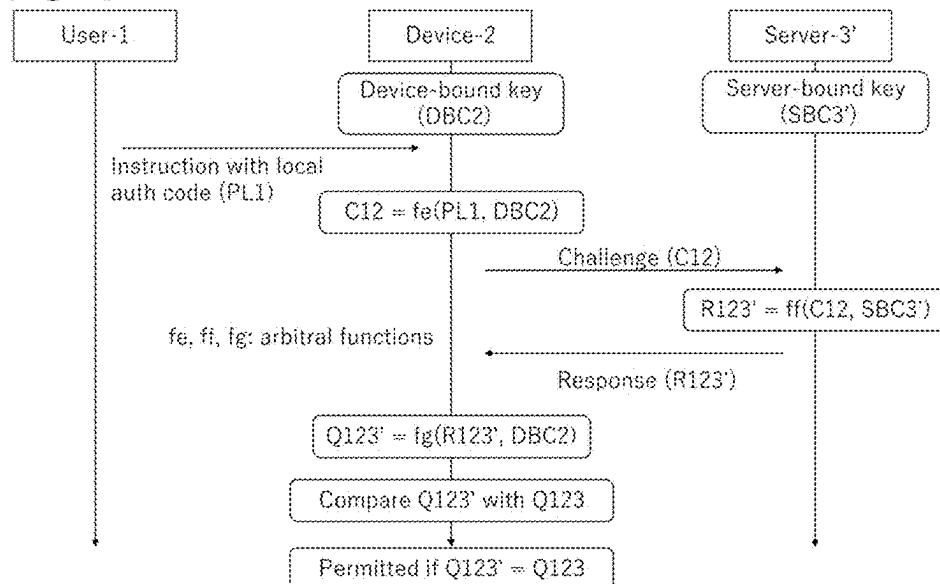 User-1
Device-2
Server-3'
Device-bound key
(DBC2)
Server-bound key
(SBC3')
Instruction with local
auth code (PL1)
C12 = fe(PL1, DBC2)
Challenge (C12)
R123' = ff(C12, SBC3')
fe, ff, fg: arbitral functions
Response (R123')
Q123' = fg(R123', DBC2)
Compare Q123' with Q123
Permitted if Q123' = Q123